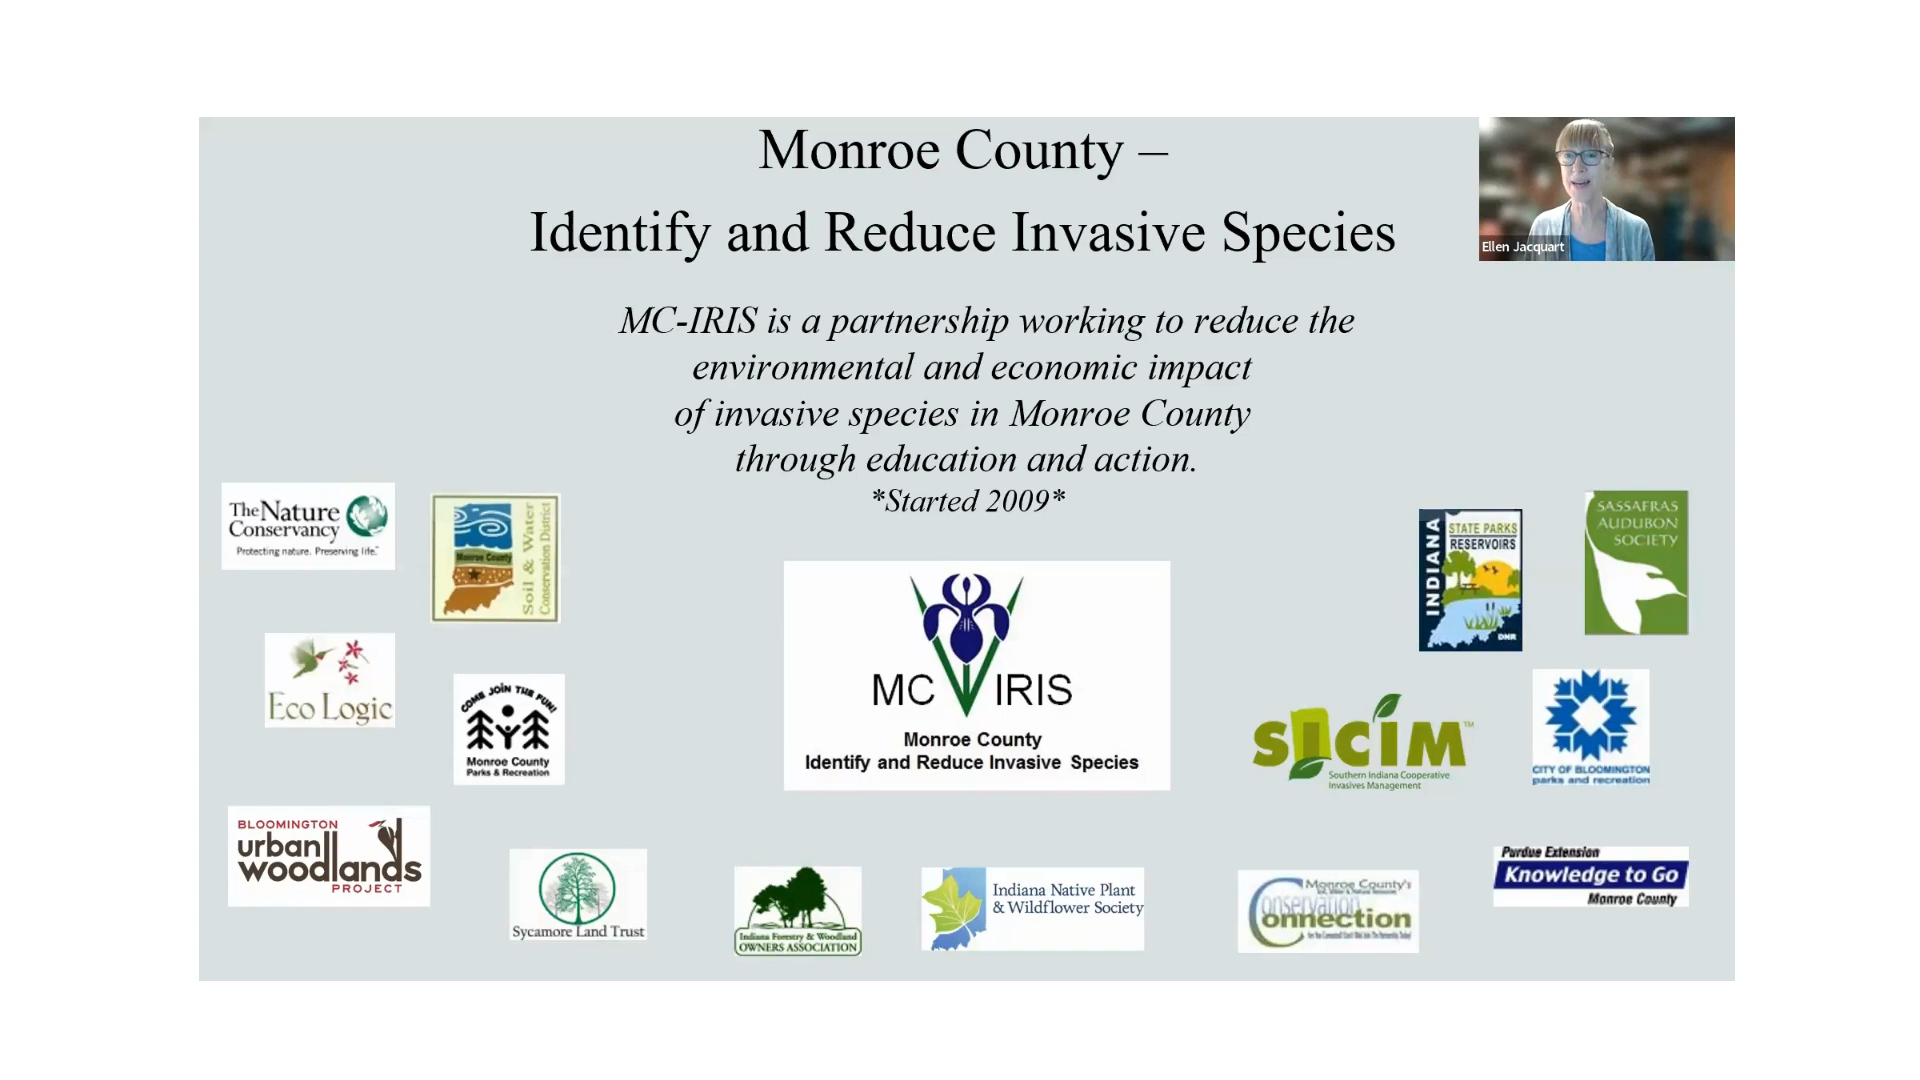 Monroe County –
Identify and Reduce Invasive Species
Ellen Jacquart
MC-IRIS is a partnership working to reduce the
environmental and economic impact
of invasive species in Monroe County
through education and action.
*Started 2009*
The Nature
Conservancy
Protecting nature. Preserving life.™
Monroe County
Soil & Water
Conservation District
INDIANA
STATE PARKS
RESERVOIRS
DNR
SASSAFRAS
AUDUBON
SOCIETY
Eco Logic
COME JOIN THE FUN!
Monroe County
Parks & Recreation
MC IRIS
Monroe County
Identify and Reduce Invasive Species
SICIM™
Southern Indiana Cooperative
Invasives Management
CITY OF BLOOMINGTON
parks and recreation
BLOOMINGTON
urban
woodlands
PROJECT
Sycamore Land Trust
Indiana Forestry & Woodland
OWNERS ASSOCIATION
Indiana Native Plant
& Wildflower Society
Monroe County's
Conservation
Connection
Purdue Extension
Knowledge to Go
Monroe County